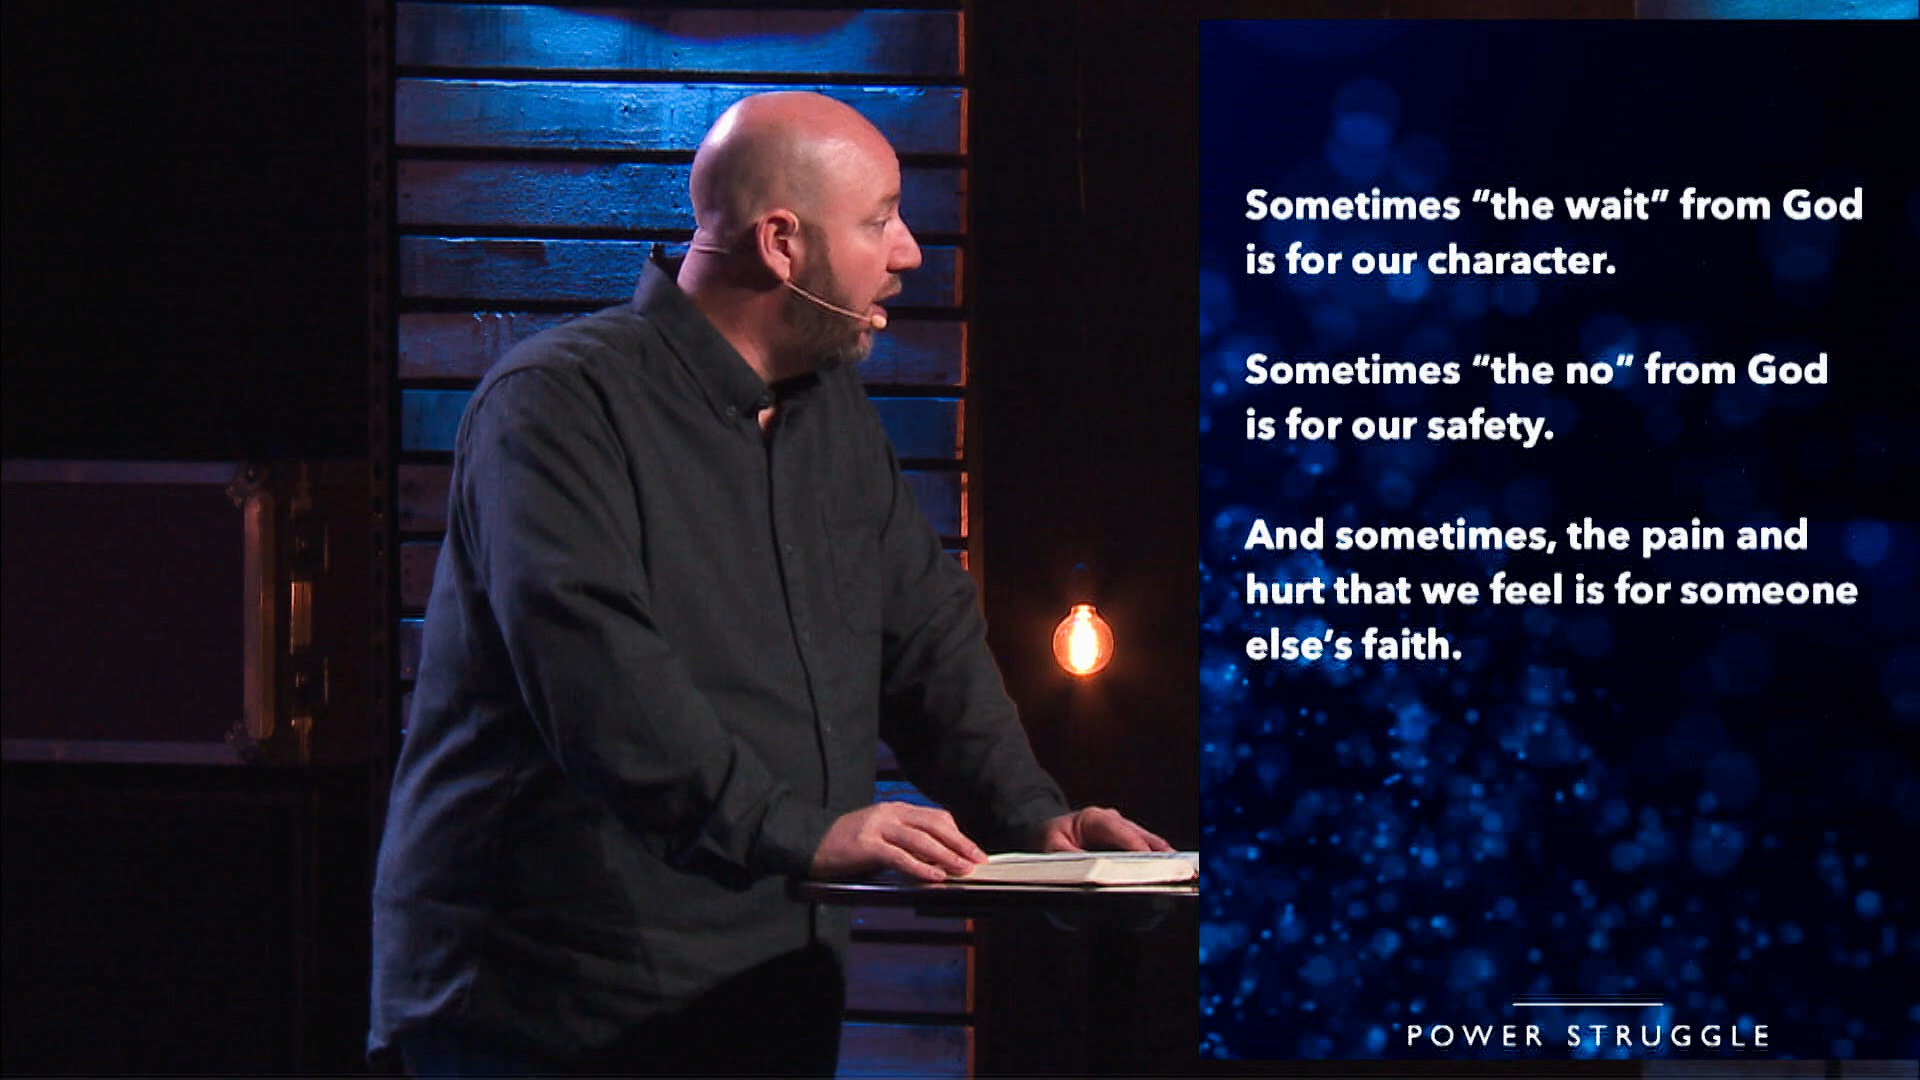 Sometimes “the wait” from God
is for our character.
Sometimes “the no” from God
is for our safety.
And sometimes, the pain and
hurt that we feel is for someone
else’s faith.
POWER STRUGGLE